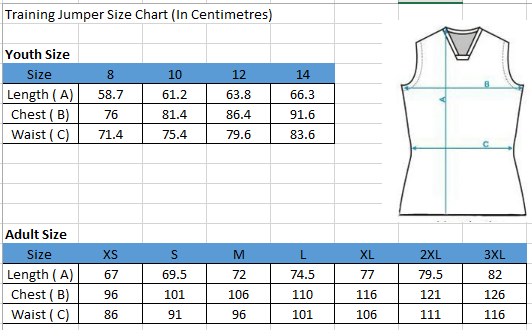 Training Jumper Size Chart (In Centimetres)
Youth Size
Size 8 10 12 14
Length ( A) 58.7 61.2 63.8 66.3
Chest ( B) 76 81.4 86.4 91.6
Waist ( C) 71.4 75.4 79.6 83.6
B
A
C
Adult Size
Size XS S M L XL 2XL 3XL
Length ( A) 67 69.5 72 74.5 77 79.5 82
Chest ( B) 96 101 106 110 116 121 126
Waist ( C) 86 91 96 101 106 111 116